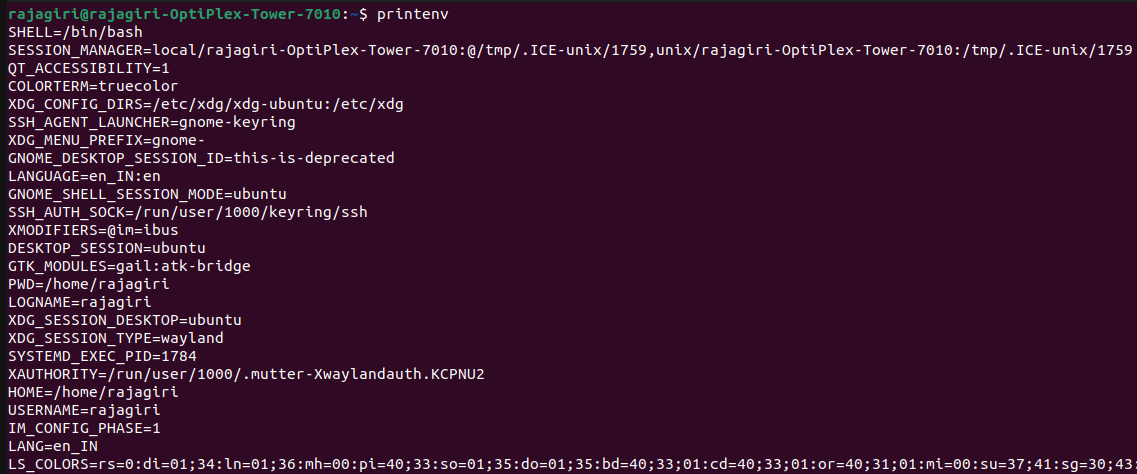 rajagiri@rajagiri-OptiPlex-Tower-7010:~$ printenv
SHELL=/bin/bash
SESSION_MANAGER=local/rajagiri-OptiPlex-Tower-7010:@/tmp/.ICE-unix/1759,unix/rajagiri-OptiPlex-Tower-7010:/tmp/.ICE-unix/1759
QT_ACCESSIBILITY=1
COLORTERM=truecolor
XDG_CONFIG_DIRS=/etc/xdg/xdg-ubuntu:/etc/xdg
SSH_AGENT_LAUNCHER=gnome-keyring
XDG_MENU_PREFIX=gnome-
GNOME_DESKTOP_SESSION_ID=this-is-deprecated
LANGUAGE=en_IN:en
GNOME_SHELL_SESSION_MODE=ubuntu
SSH_AUTH_SOCK=/run/user/1000/keyring/ssh
XMODIFIERS=@im=ibus
DESKTOP_SESSION=ubuntu
GTK_MODULES=gail:atk-bridge
PWD=/home/rajagiri
LOGNAME=rajagiri
XDG_SESSION_DESKTOP=ubuntu
XDG_SESSION_TYPE=wayland
SYSTEMD_EXEC_PID=1784
XAUTHORITY=/run/user/1000/.mutter-Xwaylandauth.KCPNU2
HOME=/home/rajagiri
USERNAME=rajagiri
IM_CONFIG_PHASE=1
LANG=en_IN
LS_COLORS=rs=0:di=01;34:ln=01;36:mh=00:pi=40;33:so=01;35:do=01;35:bd=40;33;01:cd=40;33;01:or=40;31;01:mi=00:su=37;41:sg=30;43: